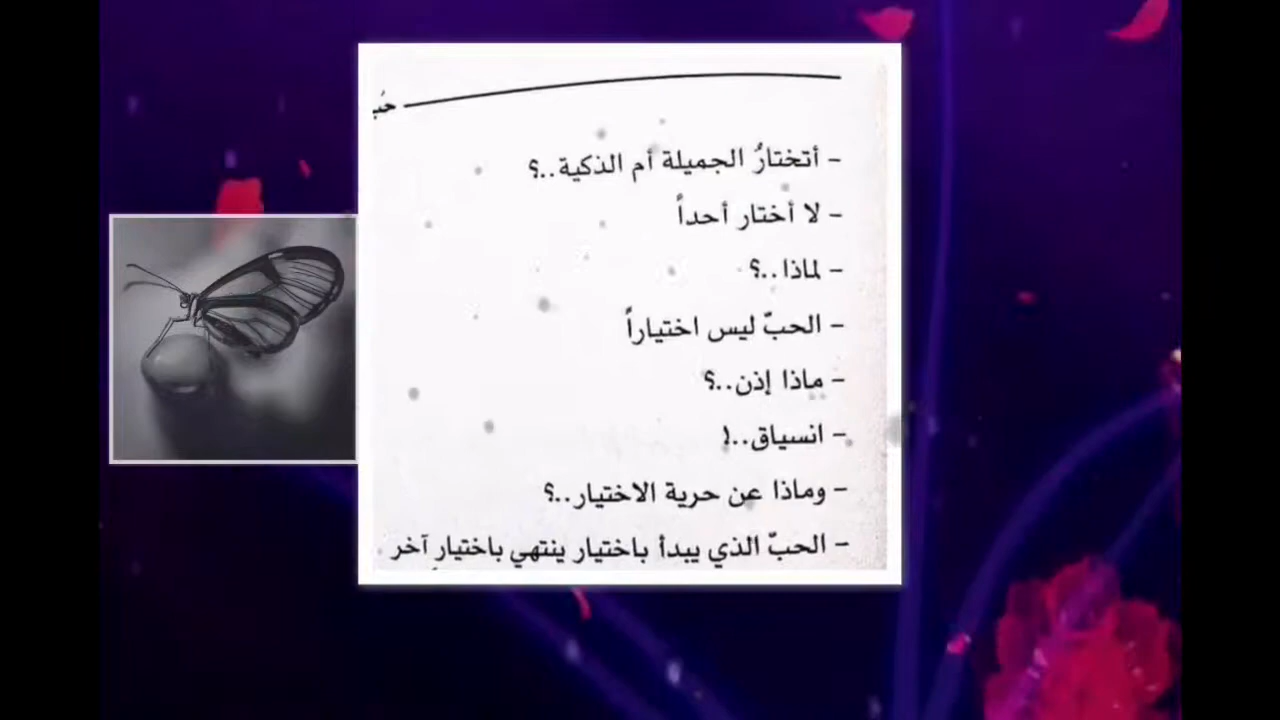 - أتختارُ الجميلة أم الذكية..؟
- لا أختار أحداً
- لماذا..؟
- الحبّ ليس اختياراً
- ماذا إذن..؟
- انسياق..!
- وماذا عن حرية الاختيار..؟
- الحبّ الذي يبدأ باختيار ينتهي باختيارٍ آخر